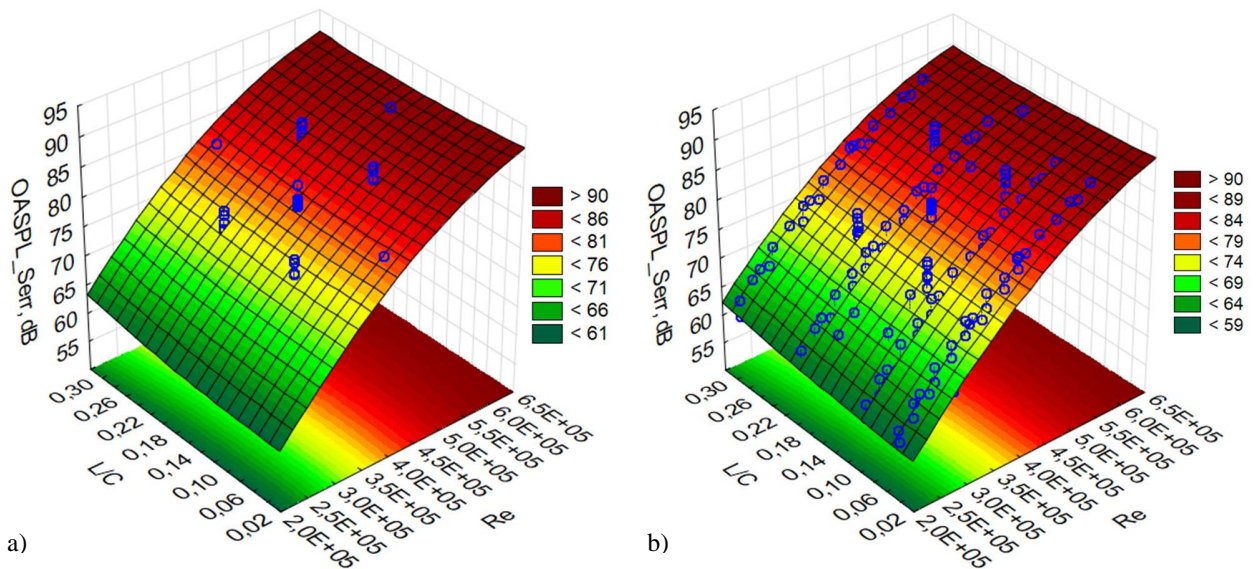 95
90
85
80
75
70
65
60
55
OASPL_Serr, dB
0,30
0,26
0,22
0,18
0,14
0,10
0,06
0,02
L/C
2,0E+05
2,5E+05
3,0E+05
3,5E+05
4,0E+05
4,5E+05
5,0E+05
5,5E+05
6,0E+05
6,5E+05
Re
> 90
< 86
< 81
< 76
< 71
< 66
< 61
a)
95
90
85
80
75
70
65
60
55
OASPL_Serr, dB
0,30
0,26
0,22
0,18
0,14
0,10
0,06
0,02
L/C
2,0E+05
2,5E+05
3,0E+05
3,5E+05
4,0E+05
4,5E+05
5,0E+05
5,5E+05
6,0E+05
6,5E+05
Re
> 90
< 89
< 84
< 79
< 74
< 69
< 64
< 59
b)